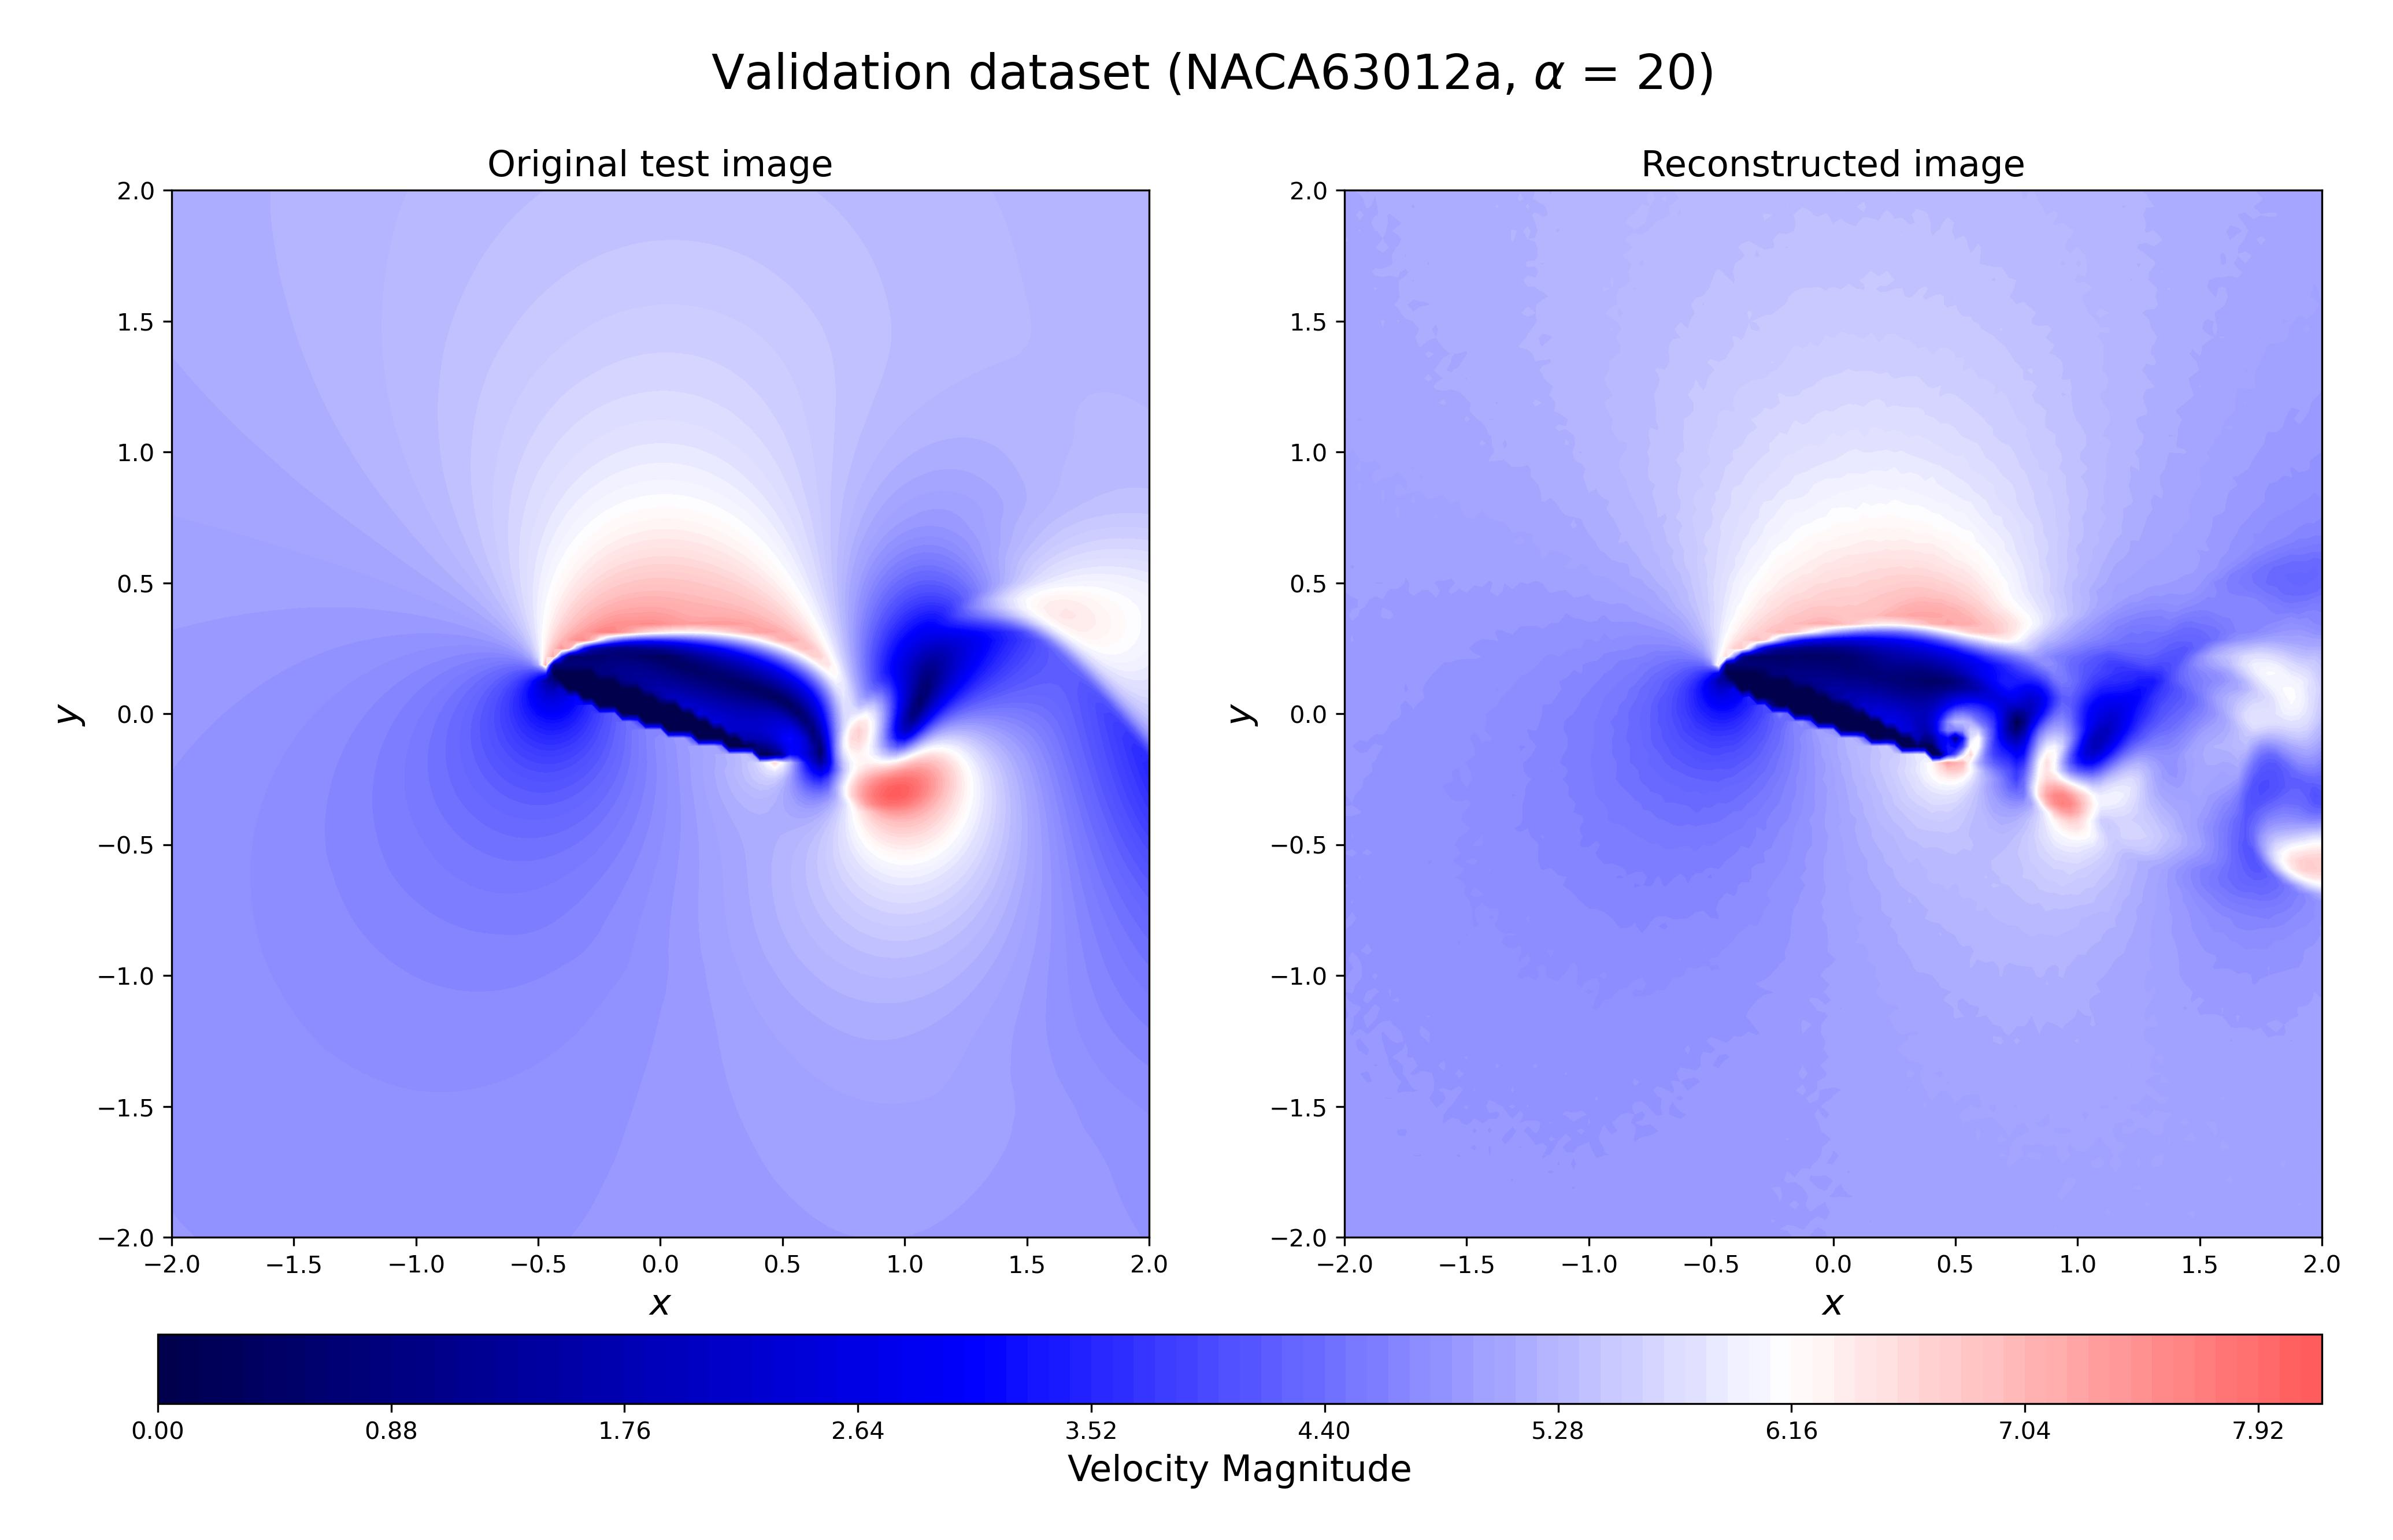 Validation dataset (NACA63012a, α = 20)
Original test image
2.0
1.5
1.0
0.5
0.0
−0.5
−1.0
−1.5
−2.0
y
−2.0 −1.5 −1.0 −0.5 0.0 0.5 1.0 1.5 2.0
x
Reconstructed image
2.0
1.5
1.0
0.5
0.0
−0.5
−1.0
−1.5
−2.0
y
−2.0 −1.5 −1.0 −0.5 0.0 0.5 1.0 1.5 2.0
x
0.00 0.88 1.76 2.64 3.52 4.40 5.28 6.16 7.04 7.92
Velocity Magnitude